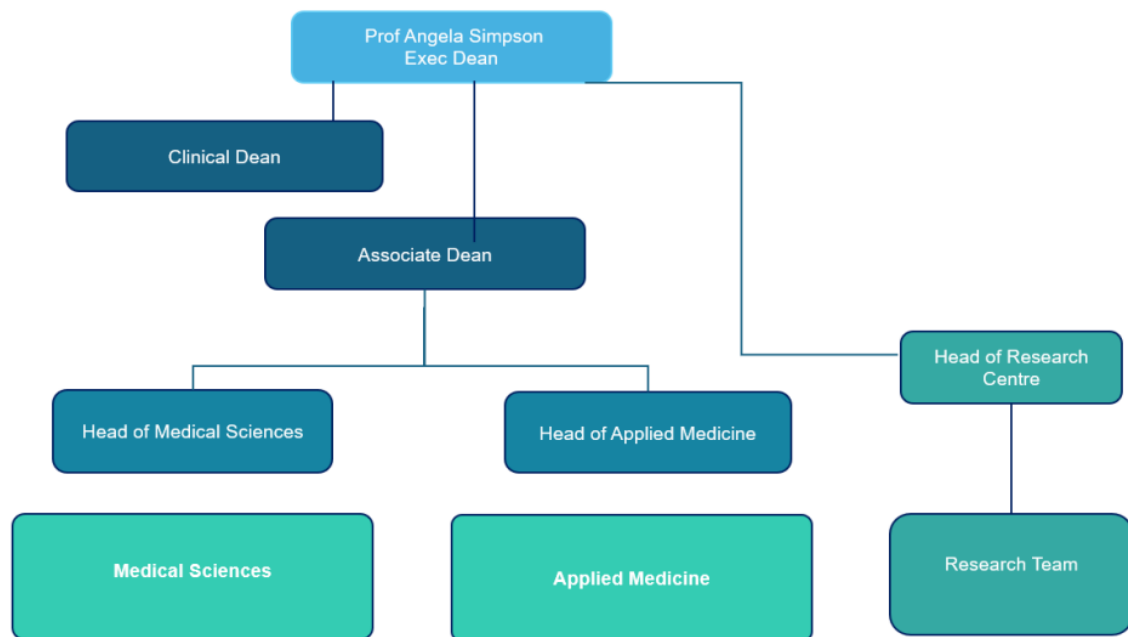 Prof Angela Simpson
Exec Dean
Clinical Dean
Associate Dean
Head of Research
Centre
Head of Medical Sciences
Head of Applied Medicine
Medical Sciences
Applied Medicine
Research Team